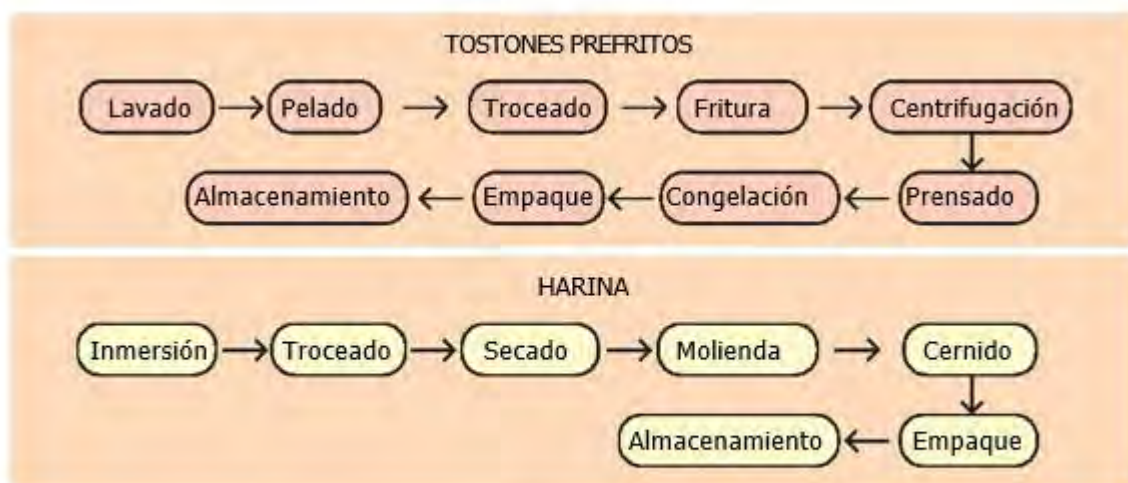 TOSTONES PREFRITOS
Lavado Pelado Troceado Fritura Centrifugación
Almacenamiento Empaque Congelación Prensado
HARINA
Inmersión Troceado Secado Molienda Cernido
Almacenamiento Empaque